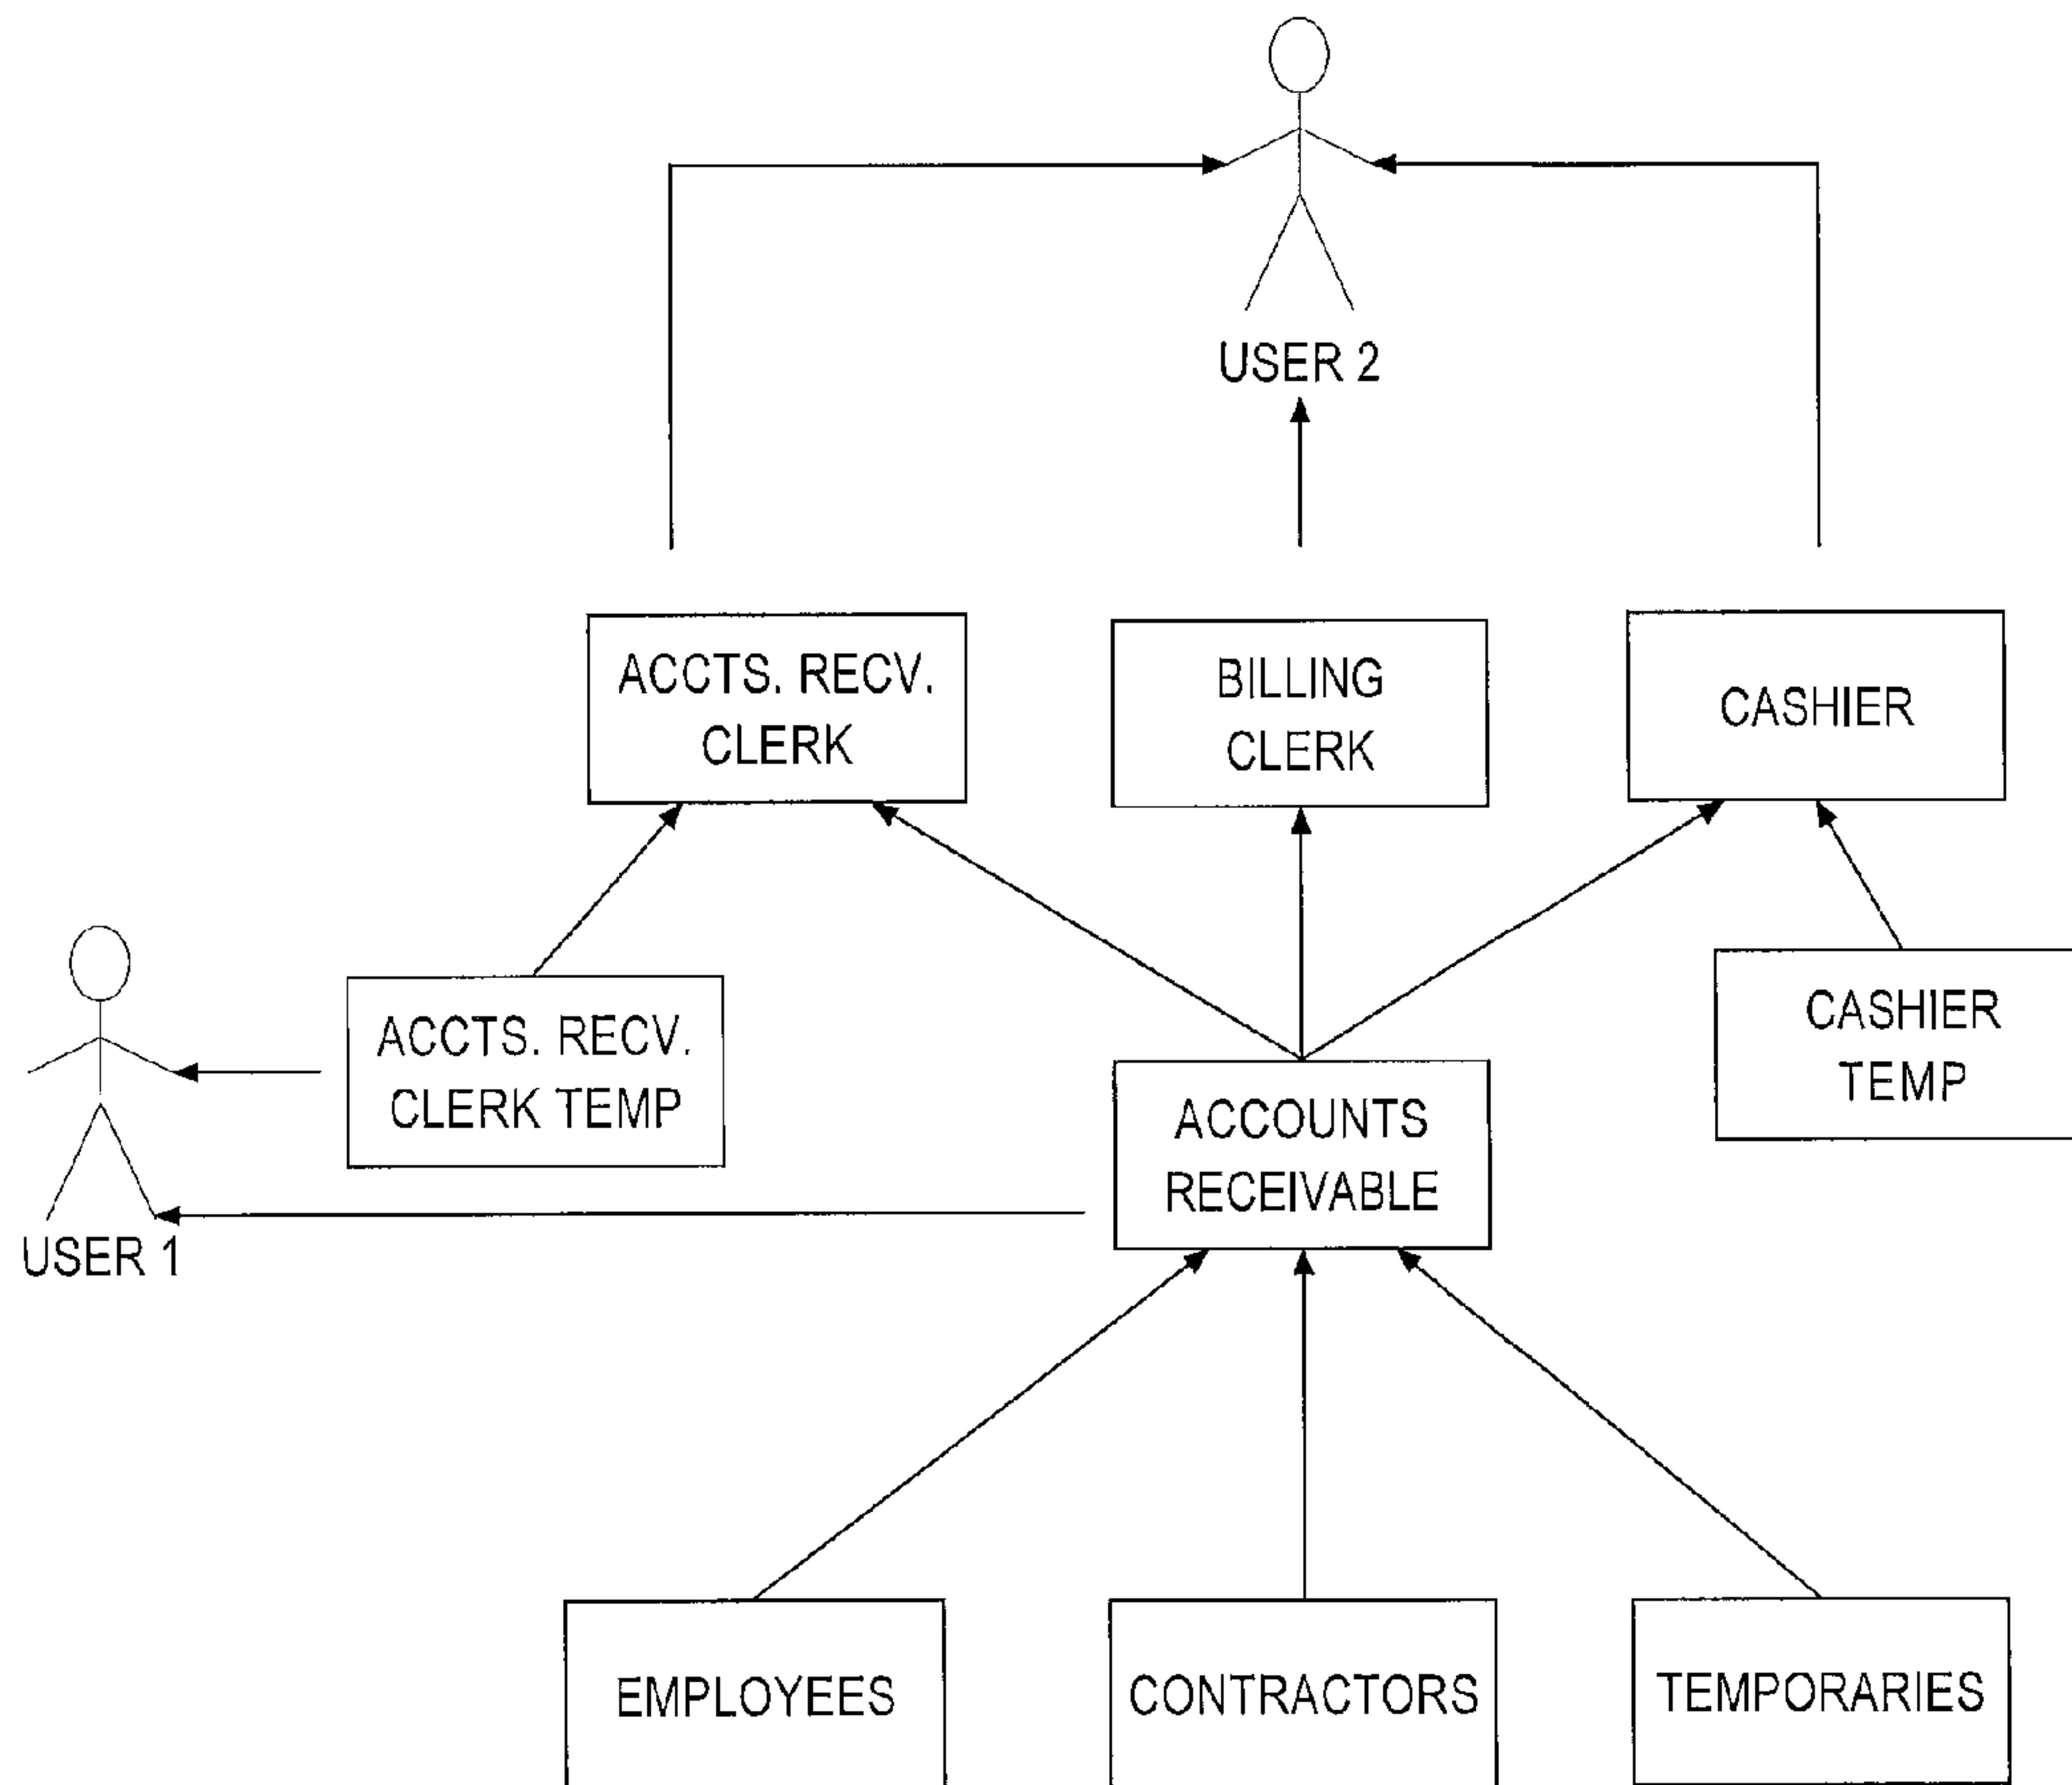 USER 2
ACCTS. RECV.
CLERK
BILLING
CLERK
CASHIER
ACCTS. RECV.
CLERK TEMP
CASHIER
TEMP
ACCOUNTS
RECEIVABLE
USER 1
EMPLOYEES
CONTRACTORS
TEMPORARIES